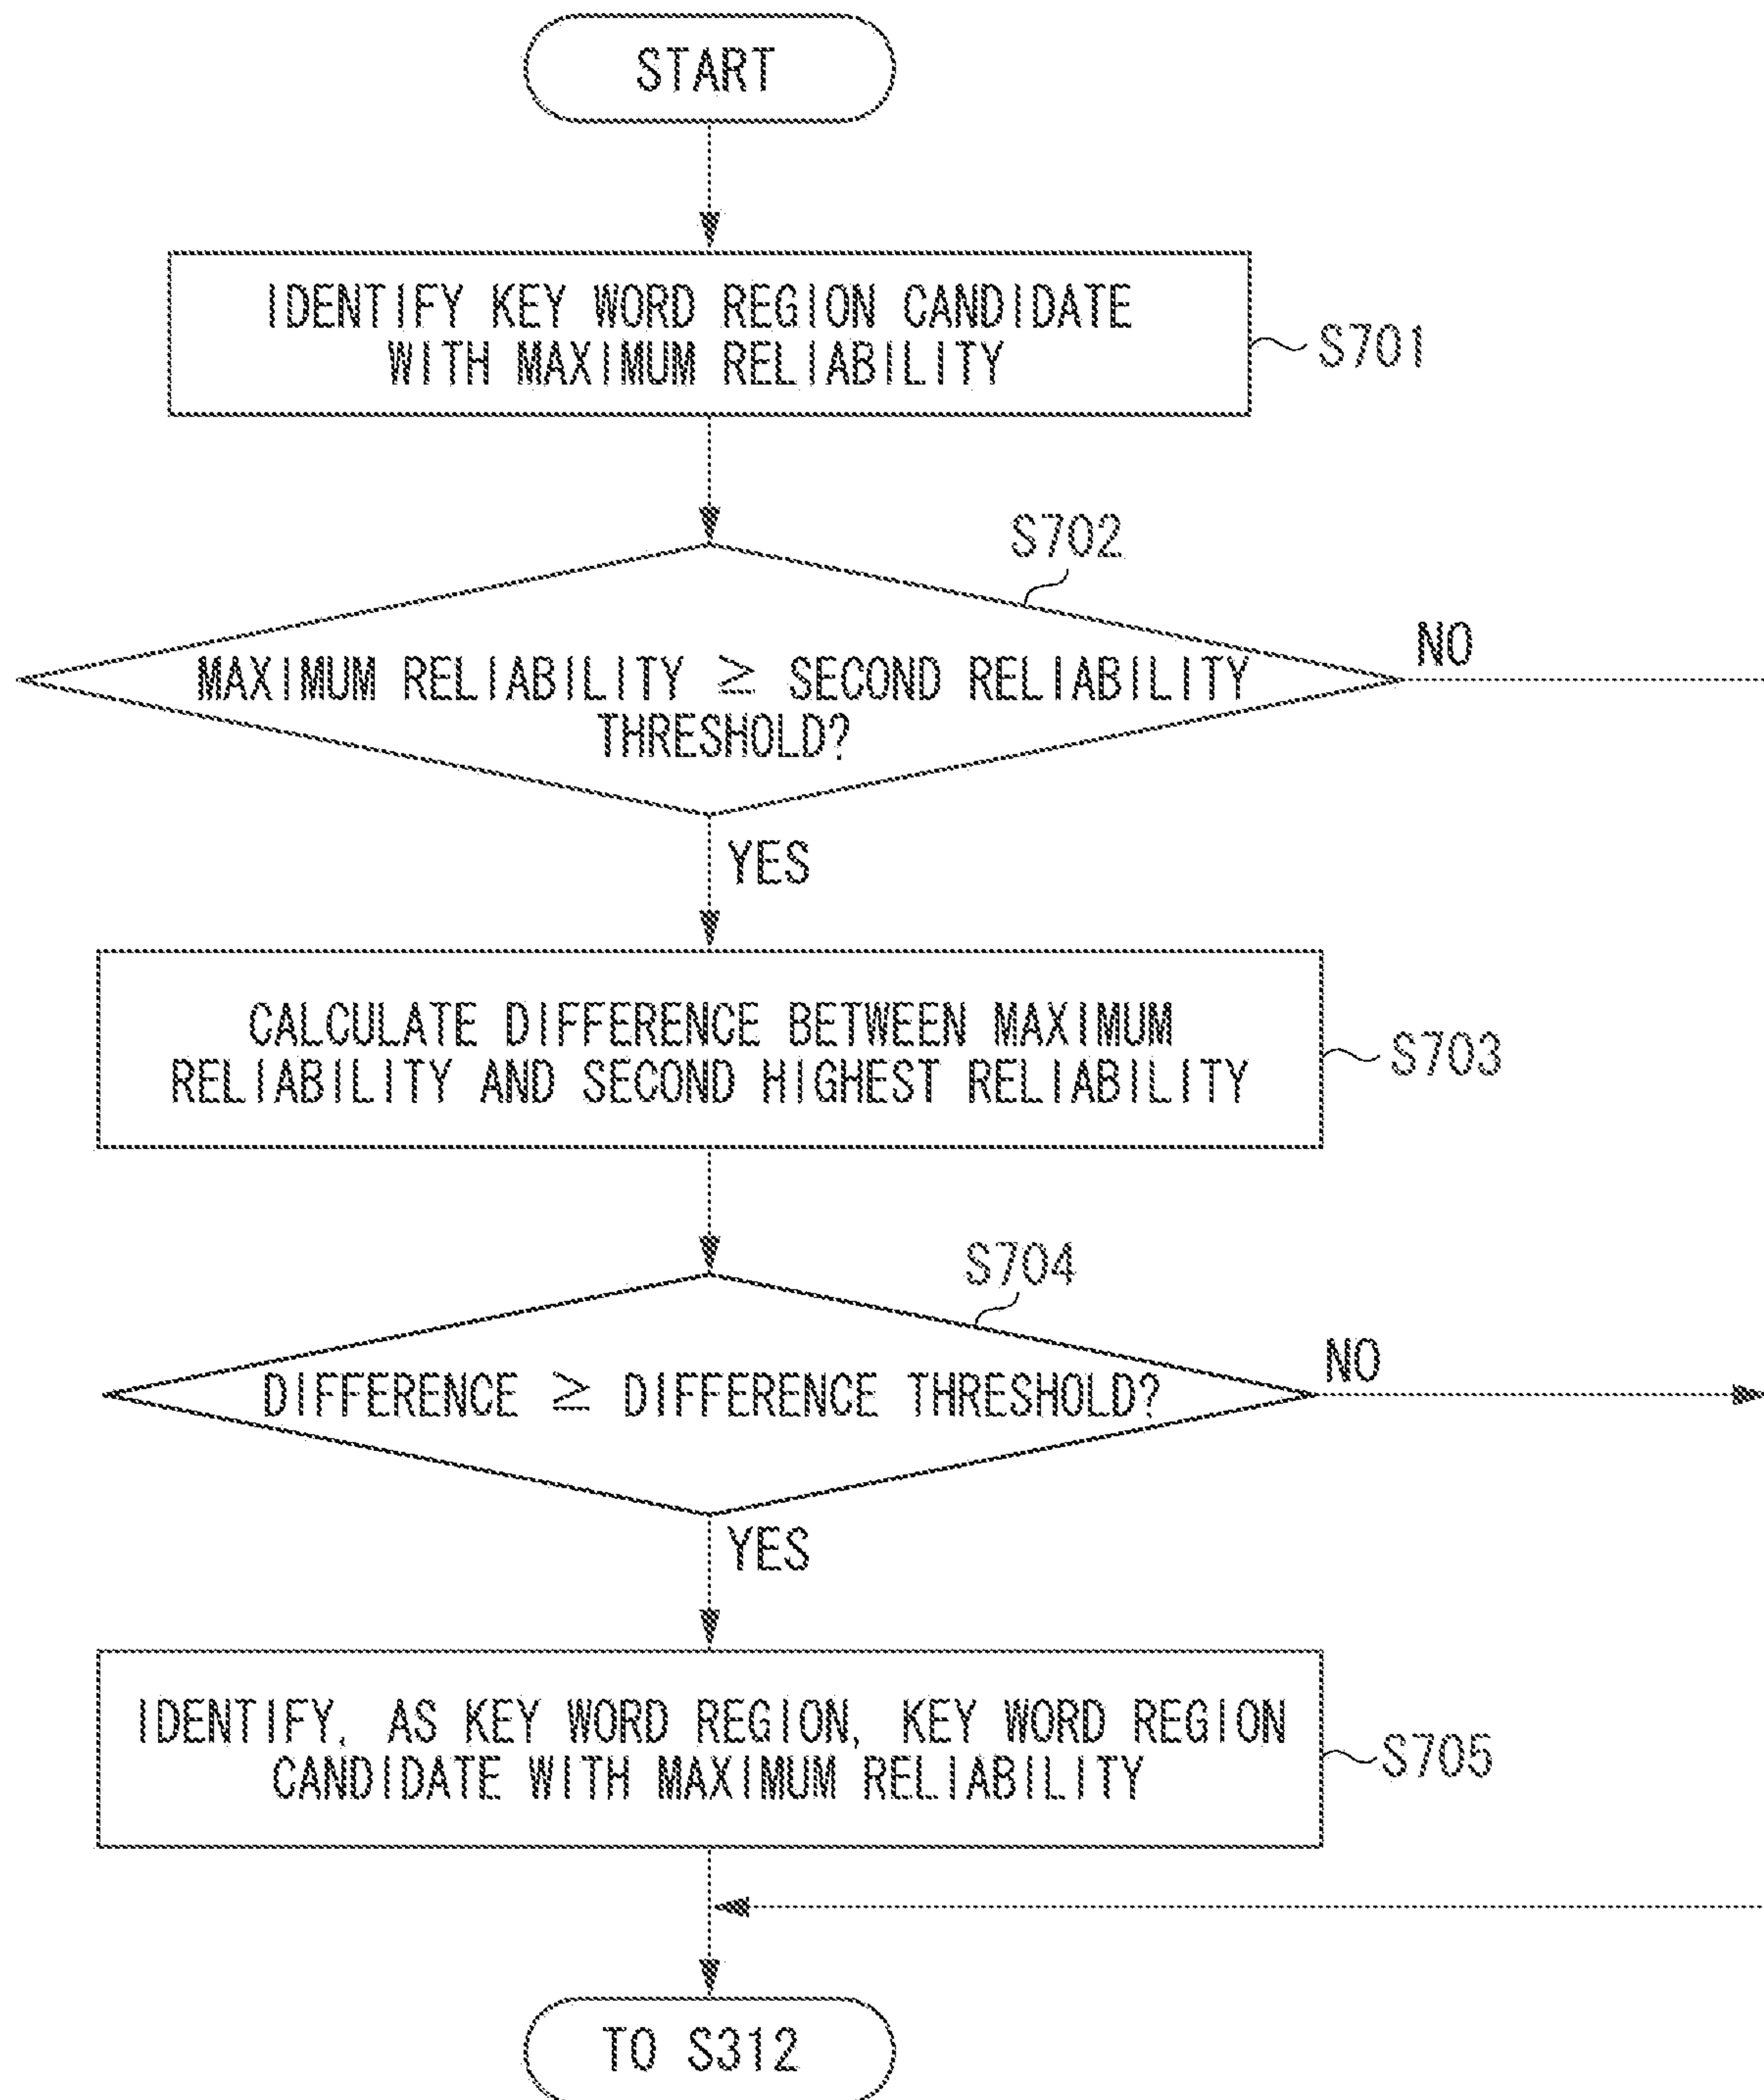 START
IDENTIFY KEY WORD REGION CANDIDATE
WITH MAXIMUM RELIABILITY
S701
S702
MAXIMUM RELIABILITY ≧ SECOND RELIABILITY
THRESHOLD?
NO
YES
CALCULATE DIFFERENCE BETWEEN MAXIMUM
RELIABILITY AND SECOND HIGHEST RELIABILITY
S703
S704
DIFFERENCE ≧ DIFFERENCE THRESHOLD?
NO
YES
IDENTIFY, AS KEY WORD REGION, KEY WORD REGION
CANDIDATE WITH MAXIMUM RELIABILITY
S705
TO S312